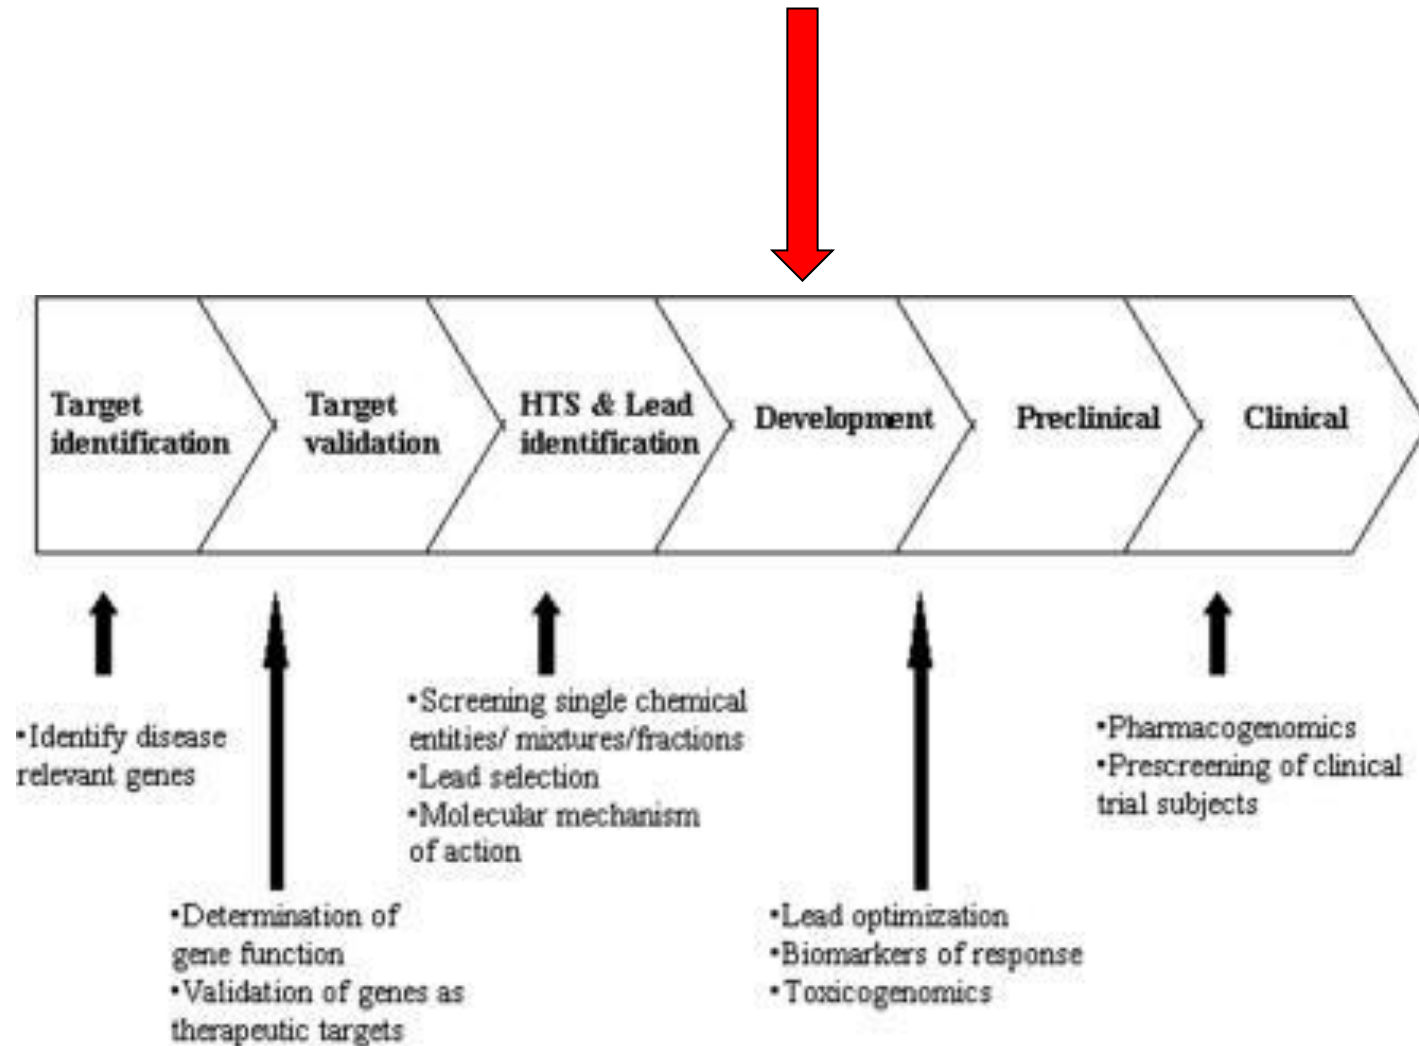 Target
identification
Target
validation
HTS & Lead
identification
Development
Preclinical
Clinical
•Identify disease
relevant genes
•Determination of
gene function
•Validation of genes as
therapeutic targets
•Screening single chemical
entities/ mixtures/fractions
•Lead selection
•Molecular mechanism
of action
•Lead optimization
•Biomarkers of response
•Toxicogenomics
•Pharmacogenomics
•Prescreening of clinical
trial subjects